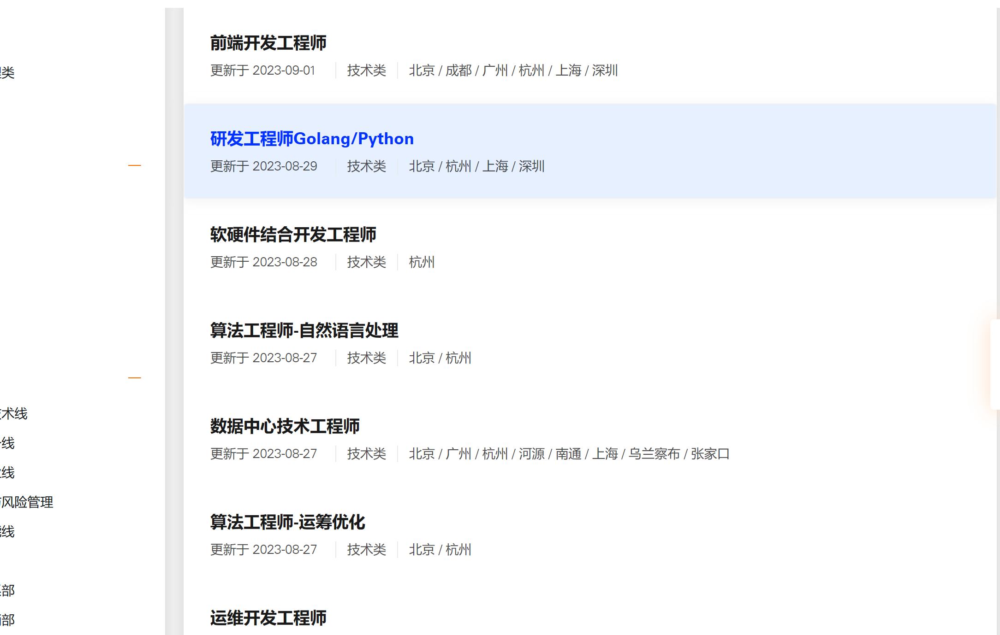 类
术线
线
线
风险管理
线
部
部
前端开发工程师
更新于 2023-09-01 技术类 北京 / 成都 / 广州 / 杭州 / 上海 / 深圳
研发工程师Golang/Python
更新于 2023-08-29 技术类 北京 / 杭州 / 上海 / 深圳
软硬件结合开发工程师
更新于 2023-08-28 技术类 杭州
算法工程师-自然语言处理
更新于 2023-08-27 技术类 北京 / 杭州
数据中心技术工程师
更新于 2023-08-27 技术类 北京 / 广州 / 杭州 / 河源 / 南通 / 上海 / 乌兰察布 / 张家口
算法工程师-运筹优化
更新于 2023-08-27 技术类 北京 / 杭州
运维开发工程师